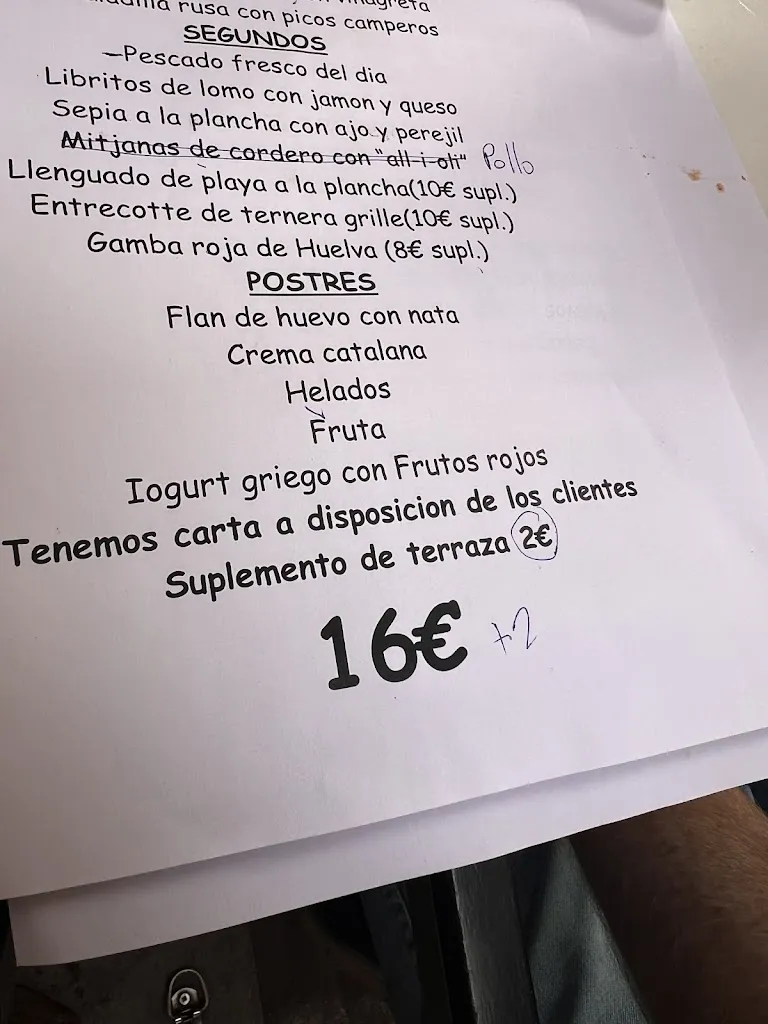 rusa con picos camperos
SEGUNDOS
-Pescado fresco del dia
Libritos de lomo con jamon y queso
Sepia a la plancha con ajo y perejil
Mitjanas de cordero con "all-i-oli" Pollo
Llenguado de playa a la plancha(10€ supl.)
Entrecotte de ternera grille(10€ supl.)
Gamba roja de Huelva (8€ supl.)
POSTRES
Flan de huevo con nata
Crema catalana
Helados
Fruta
Iogurt griego con Frutos rojos
Tenemos carta a disposicion de los clientes
Suplemento de terraza 2€
16€ +2